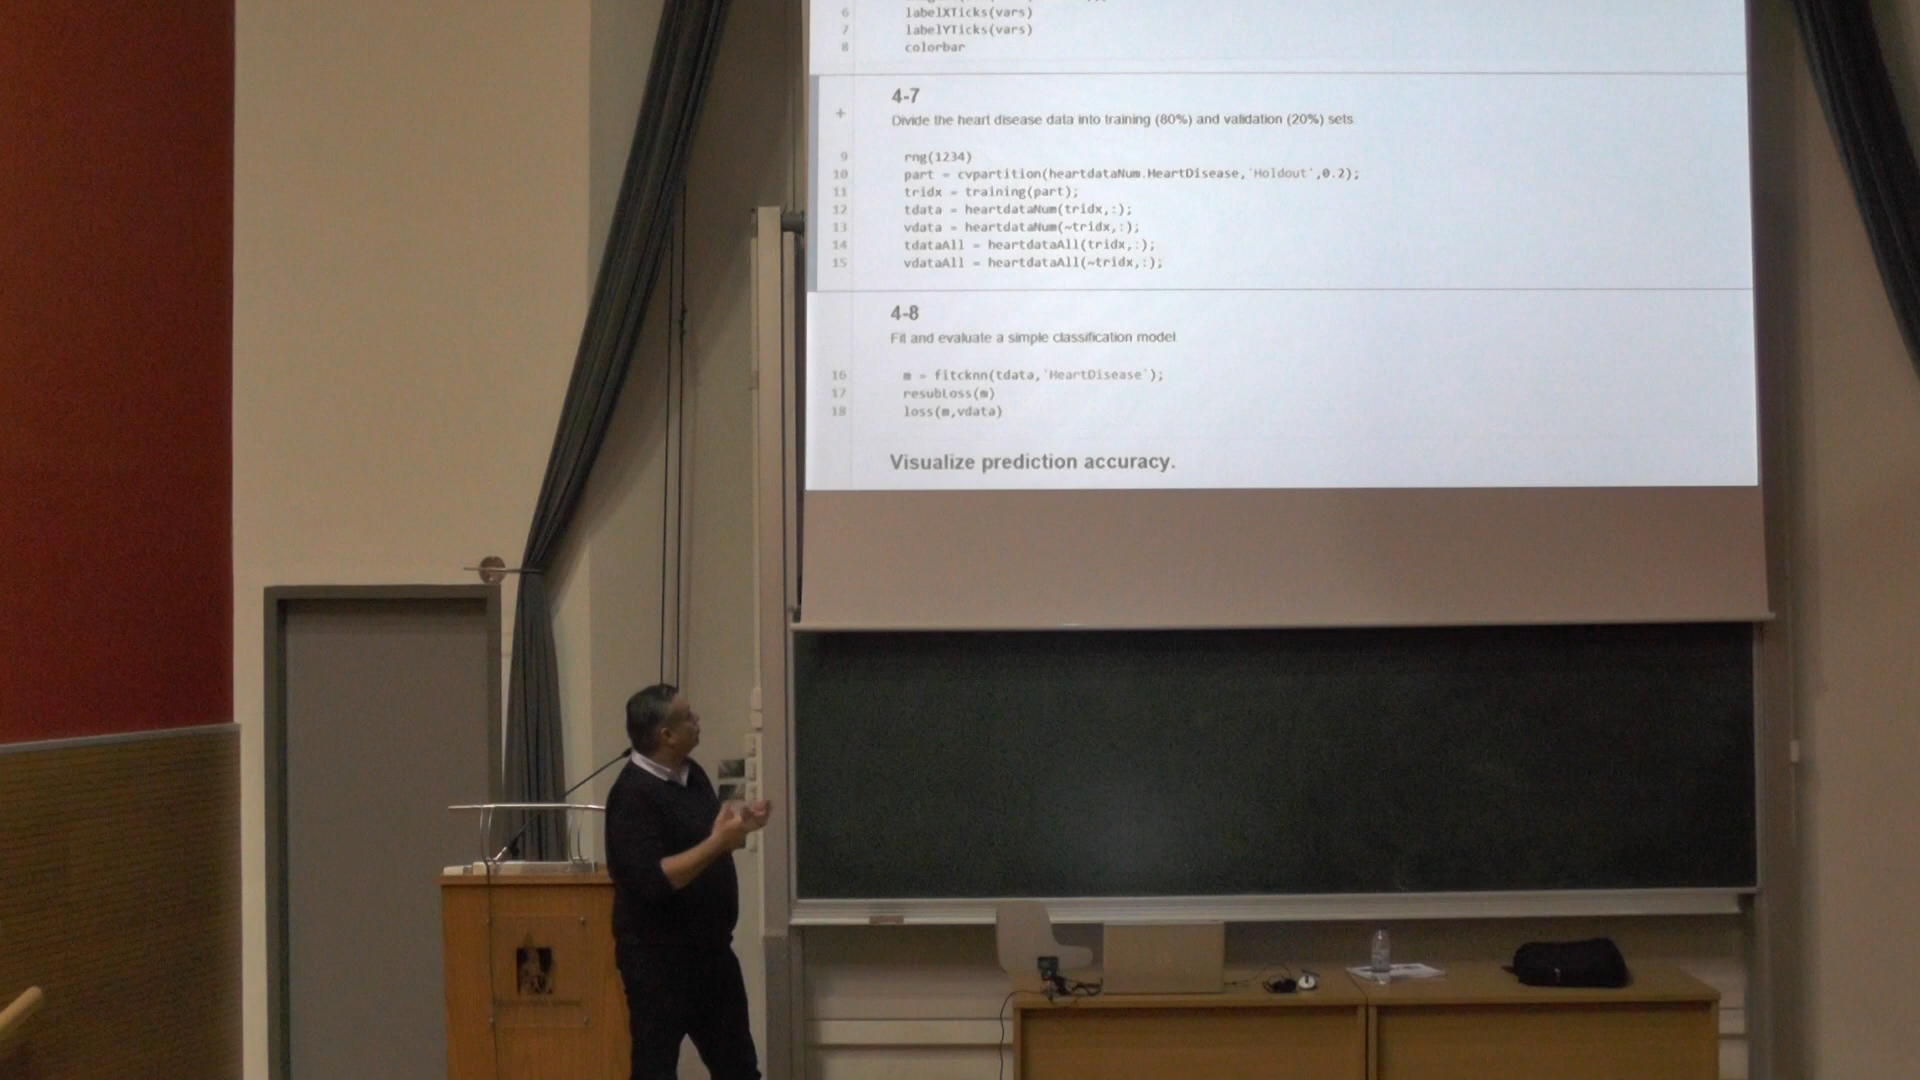 6 labelXTicks(vars)
7 labelYTicks(vars)
8 colorbar
4-7
Divide the heart disease data into training (80%) and validation (20%) sets
9 rng(1234)
10 part = cvpartition(heartdataNum.HeartDisease,'Holdout',0.2);
11 tridx = training(part);
12 tdata = heartdataNum(tridx,:);
13 vdata = heartdataNum(~tridx,:);
14 tdataAll = heartdataAll(tridx,:);
15 vdataAll = heartdataAll(~tridx,:);
4-8
Fit and evaluate a simple classification model
16 m = fitcknn(tdata,'HeartDisease');
17 resubLoss(m)
18 loss(m,vdata)
Visualize prediction accuracy.